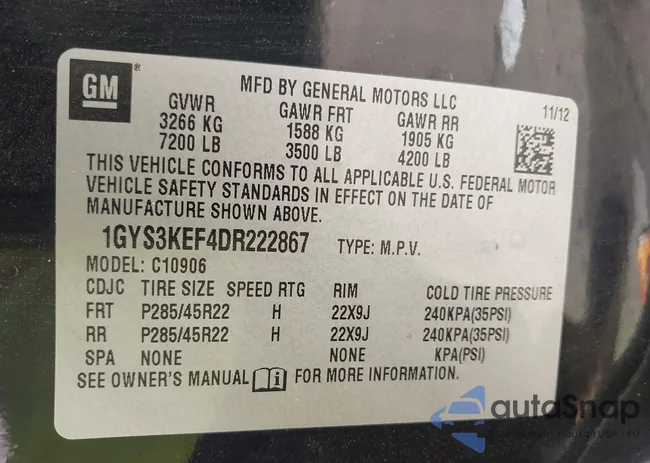 GM
MFD BY GENERAL MOTORS LLC
11/12
GVWR GAWR FRT GAWR RR
3266 KG 1588 KG 1905 KG
7200 LB 3500 LB 4200 LB
THIS VEHICLE CONFORMS TO ALL APPLICABLE U.S. FEDERAL MOTOR
VEHICLE SAFETY STANDARDS IN EFFECT ON THE DATE OF
MANUFACTURE SHOWN ABOVE.
1GYS3KEF4DR222867 TYPE: M.P.V.
MODEL: C10906
CDJC TIRE SIZE SPEED RTG RIM COLD TIRE PRESSURE
FRT P285/45R22 H 22X9J 240KPA(35PSI)
RR P285/45R22 H 22X9J 240KPA(35PSI)
SPA NONE NONE KPA(PSI)
SEE OWNER'S MANUAL FOR MORE INFORMATION.
autoSnap